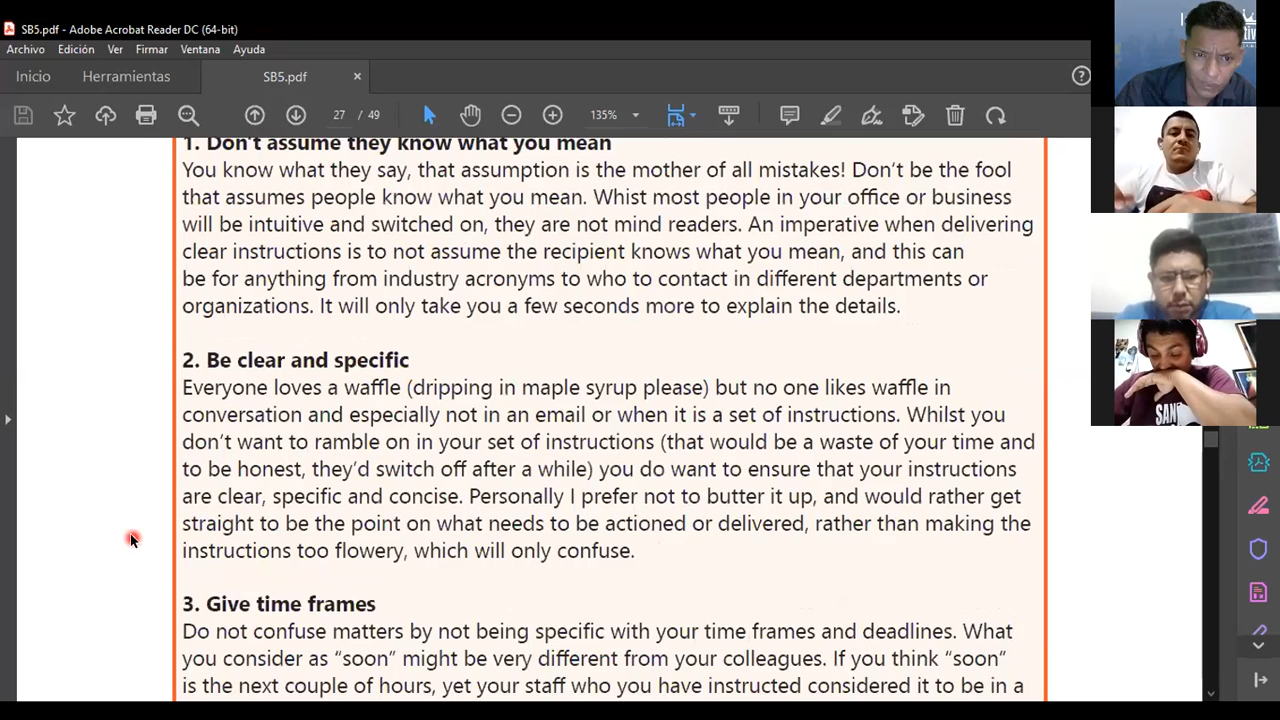 SB5.pdf - Adobe Acrobat Reader DC (64-bit)
Archivo Edición Ver Firmar Ventana Ayuda
Inicio Herramientas SB5.pdf ×
27 / 49 135%
1. Don't assume they know what you mean
You know what they say, that assumption is the mother of all mistakes! Don't be the fool
that assumes people know what you mean. Whist most people in your office or business
will be intuitive and switched on, they are not mind readers. An imperative when delivering
clear instructions is to not assume the recipient knows what you mean, and this can
be for anything from industry acronyms to who to contact in different departments or
organizations. It will only take you a few seconds more to explain the details.
2. Be clear and specific
Everyone loves a waffle (dripping in maple syrup please) but no one likes waffle in
conversation and especially not in an email or when it is a set of instructions. Whilst you
don't want to ramble on in your set of instructions (that would be a waste of your time and
to be honest, they'd switch off after a while) you do want to ensure that your instructions
are clear, specific and concise. Personally I prefer not to butter it up, and would rather get
straight to be the point on what needs to be actioned or delivered, rather than making the
instructions too flowery, which will only confuse.
3. Give time frames
Do not confuse matters by not being specific with your time frames and deadlines. What
you consider as “soon” might be very different from your colleagues. If you think “soon”
is the next couple of hours, yet your staff who you have instructed considered it to be in a
SAN